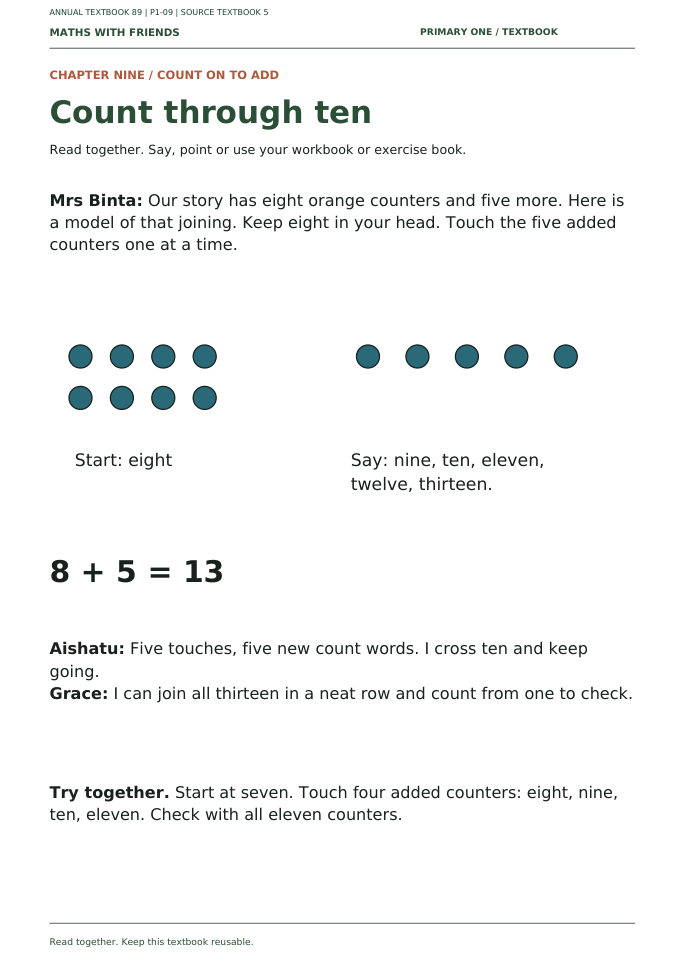 ANNUAL TEXTBOOK 89 | P1-09 | SOURCE TEXTBOOK 5
MATHS WITH FRIENDS
PRIMARY ONE / TEXTBOOK
CHAPTER NINE / COUNT ON TO ADD
Count through ten
Read together. Say, point or use your workbook or exercise book.
Mrs Binta: Our story has eight orange counters and five more. Here is
a model of that joining. Keep eight in your head. Touch the five added
counters one at a time.
Start: eight
Say: nine, ten, eleven,
twelve, thirteen.
8 + 5 = 13
Aishatu: Five touches, five new count words. I cross ten and keep
going.
Grace: I can join all thirteen in a neat row and count from one to check.
Try together. Start at seven. Touch four added counters: eight, nine,
ten, eleven. Check with all eleven counters.
Read together. Keep this textbook reusable.